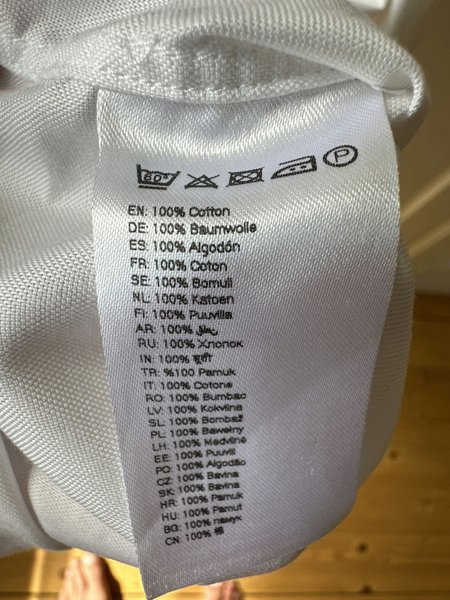 60°
P
EN: 100% Cotton
DE: 100% Baumwolle
ES: 100% Algodón
FR: 100% Coton
SE: 100% Bomull
NL: 100% Katoen
FI: 100% Puuvilla
AR: 100%
RU: 100% Хлопок
IN: 100%
TR: %100 Pamuk
IT: 100% Cotone
RO: 100% Bumbac
LV: 100% Kokvilna
SL: 100% Bombaž
PL: 100% Bawełny
LH: 100% Medvilnė
EE: 100% Puuvill
PO: 100% Algodão
CZ: 100% Bavlna
SK: 100% Bavlna
HR: 100% Pamuk
HU: 100% Pamut
BG: 100% памук
CN: 100% 棉